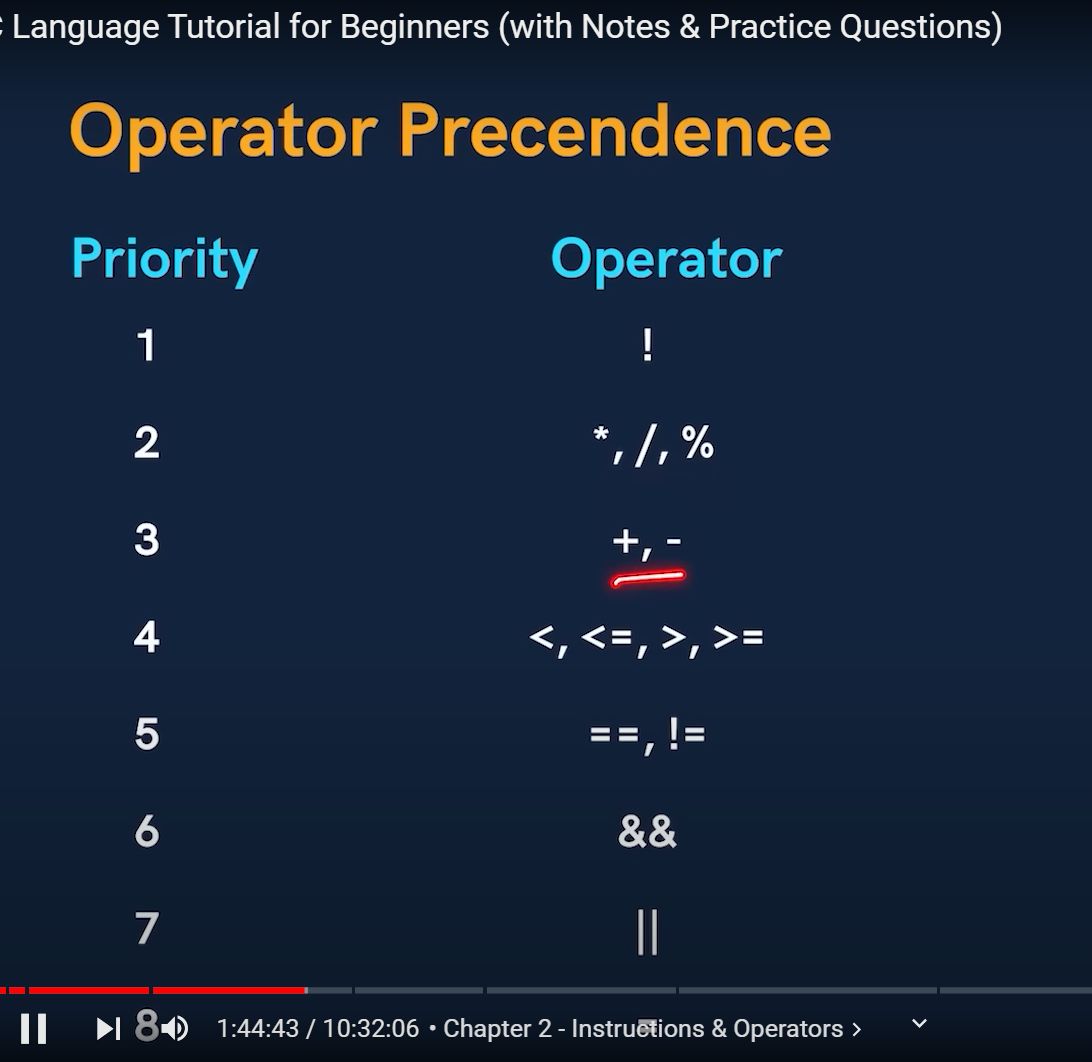 Language Tutorial for Beginners (with Notes & Practice Questions)
Operator Precendence
Priority Operator
1 !
2 *, /, %
3 +, -
4 <, <=, >, >=
5 ==, !=
6 &&
7 ||
8 =
1:44:43 / 10:32:06 • Chapter 2 - Instructions & Operators >